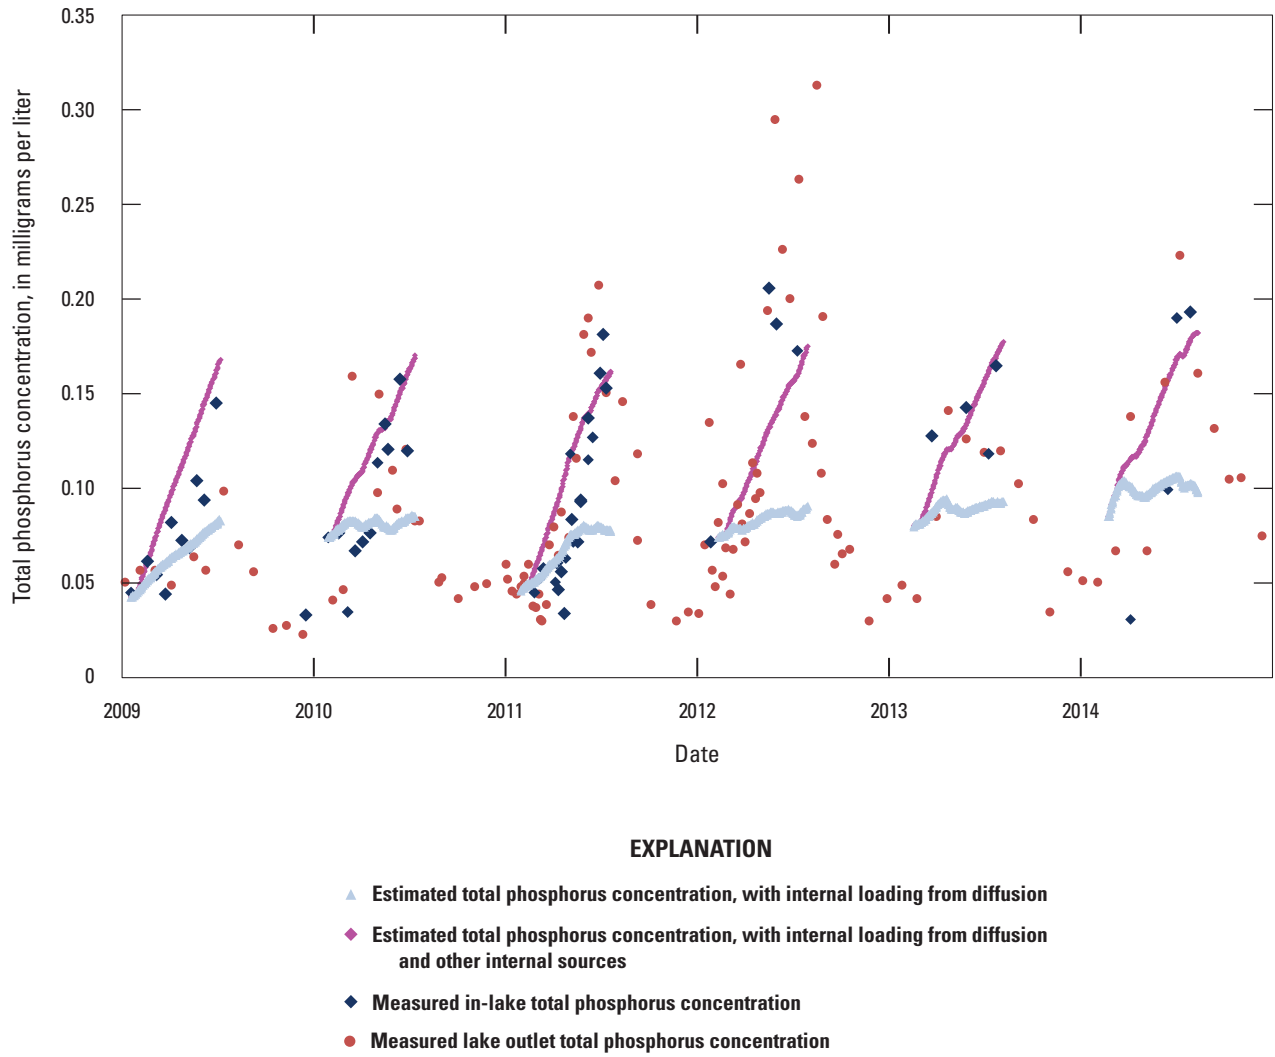 Total phosphorus concentration, in milligrams per liter
0.35
0.30
0.25
0.20
0.15
0.10
0.05
0
2009
2010
2011
2012
2013
2014
Date
EXPLANATION
Estimated total phosphorus concentration, with internal loading from diffusion
Estimated total phosphorus concentration, with internal loading from diffusion
and other internal sources
Measured in-lake total phosphorus concentration
Measured lake outlet total phosphorus concentration